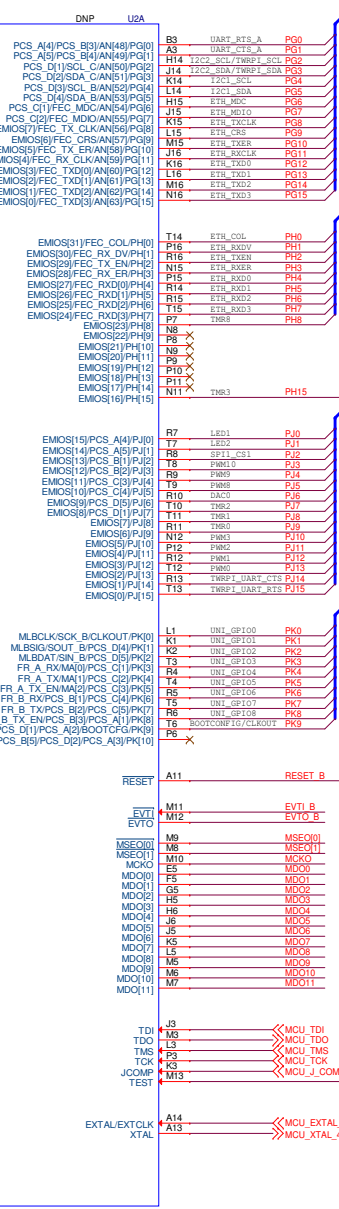 DNP U2A
PCS_A[4]/PCS_B[3]/AN[48]/PG[0] B3 UART_RTS_A PG0
PCS_A[5]/PCS_B[4]/AN[49]/PG[1] A3 UART_CTS_A PG1
PCS_D[1]/SCL_C/AN[50]/PG[2] H14 I2C2_SCL/TWRPI_SCL PG2
PCS_D[2]/SDA_C/AN[51]/PG[3] J14 I2C2_SDA/TWRPI_SDA PG3
PCS_D[3]/SCL_B/AN[52]/PG[4] K14 I2C1_SCL PG4
PCS_D[4]/SDA_B/AN[53]/PG[5] L14 I2C1_SDA PG5
PCS_C[1]/FEC_MDC/AN[54]/PG[6] H15 ETH_MDC PG6
PCS_C[2]/FEC_MDIO/AN[55]/PG[7] J15 ETH_MDIO PG7
EMIOS[7]/FEC_TX_CLK/AN[56]/PG[8] K15 ETH_TXCLK PG8
EMIOS[6]/FEC_CRS/AN[57]/PG[9] L15 ETH_CRS PG9
EMIOS[5]/FEC_TX_ER/AN[58]/PG[10] M15 ETH_TXER PG10
EMIOS[4]/FEC_RX_CLK/AN[59]/PG[11] J16 ETH_RXCLK PG11
EMIOS[3]/FEC_TXD[0]/AN[60]/PG[12] K16 ETH_TXD0 PG12
EMIOS[2]/FEC_TXD[1]/AN[61]/PG[13] L16 ETH_TXD1 PG13
EMIOS[1]/FEC_TXD[2]/AN[62]/PG[14] M16 ETH_TXD2 PG14
EMIOS[0]/FEC_TXD[3]/AN[63]/PG[15] N16 ETH_TXD3 PG15
EMIOS[31]/FEC_COL/PH[0] T14 ETH_COL PH0
EMIOS[30]/FEC_RX_DV/PH[1] P16 ETH_RXDV PH1
EMIOS[29]/FEC_TX_EN/PH[2] R16 ETH_TXEN PH2
EMIOS[28]/FEC_RX_ER/PH[3] N15 ETH_RXER PH3
EMIOS[27]/FEC_RXD[0]/PH[4] P15 ETH_RXD0 PH4
EMIOS[26]/FEC_RXD[1]/PH[5] R14 ETH_RXD1 PH5
EMIOS[25]/FEC_RXD[2]/PH[6] R15 ETH_RXD2 PH6
EMIOS[24]/FEC_RXD[3]/PH[7] T15 ETH_RXD3 PH7
EMIOS[23]/PH[8] P7 TMR8 PH8
EMIOS[22]/PH[9] N8
EMIOS[21]/PH[10] P8
EMIOS[20]/PH[11] N9
EMIOS[19]/PH[12] P9
EMIOS[18]/PH[13] P10
EMIOS[17]/PH[14] P11
EMIOS[16]/PH[15] N11 TMR3 PH15
EMIOS[15]/PCS_A[4]/PJ[0] R7 LED1 PJ0
EMIOS[14]/PCS_A[5]/PJ[1] T7 LED2 PJ1
EMIOS[13]/PCS_B[1]/PJ[2] R8 SPI1_CS1 PJ2
EMIOS[12]/PCS_B[2]/PJ[3] T8 PWM10 PJ3
EMIOS[11]/PCS_C[3]/PJ[4] R9 PWM9 PJ4
EMIOS[10]/PCS_C[4]/PJ[5] T9 PWM8 PJ5
EMIOS[9]/PCS_D[5]/PJ[6] R10 DAC0 PJ6
EMIOS[8]/PCS_D[1]/PJ[7] T10 TMR2 PJ7
EMIOS[7]/PJ[8] T11 TMR1 PJ8
EMIOS[6]/PJ[9] R11 TMR0 PJ9
EMIOS[5]/PJ[10] N12 PWM3 PJ10
EMIOS[4]/PJ[11] P12 PWM2 PJ11
EMIOS[3]/PJ[12] R12 PWM1 PJ12
EMIOS[2]/PJ[13] T12 PWM0 PJ13
EMIOS[1]/PJ[14] R13 TWRPI_UART_CTS PJ14
EMIOS[0]/PJ[15] T13 TWRPI_UART_RTS PJ15
MLBCLK/SCK_B/CLKOUT/PK[0] L1 UNI_GPIO0 PK0
MLBSIG/SOUT_B/PCS_D[4]/PK[1] K1 UNI_GPIO1 PK1
MLBDAT/SIN_B/PCS_D[5]/PK[2] K2 UNI_GPIO2 PK2
FR_A_RX/MA[0]/PCS_C[1]/PK[3] T3 UNI_GPIO3 PK3
FR_A_TX/MA[1]/PCS_C[2]/PK[4] R4 UNI_GPIO4 PK4
FR_A_TX_EN/MA[2]/PCS_C[3]/PK[5] T4 UNI_GPIO5 PK5
FR_B_RX/PCS_B[1]/PCS_C[4]/PK[6] R5 UNI_GPIO6 PK6
FR_B_TX/PCS_B[2]/PCS_C[5]/PK[7] T5 UNI_GPIO7 PK7
B_TX_EN/PCS_B[3]/PCS_A[1]/PK[8] R6 UNI_GPIO8 PK8
PCS_D[1]/PCS_A[2]/BOOTCFG/PK[9] T6 BOOTCONFIG/CLKOUT PK9
PCS_B[5]/PCS_D[2]/PCS_A[3]/PK[10] P6
RESET A11 RESET_B
EVTI M11 EVTI_B
EVTO M12 EVTO_B
MSEO[0] M9 MSEO[0]
MSEO[1] M8 MSEO[1]
MCKO M10 MCKO
MDO[0] E5 MDO0
MDO[1] F5 MDO1
MDO[2] G5 MDO2
MDO[3] H5 MDO3
MDO[4] H6 MDO4
MDO[5] J6 MDO5
MDO[6] J5 MDO6
MDO[7] K5 MDO7
MDO[8] L5 MDO8
MDO[9] M5 MDO9
MDO[10] M6 MDO10
MDO[11] M7 MDO11
TDI J3 MCU_TDI
TDO M3 MCU_TDO
TMS L3 MCU_TMS
TCK P3 MCU_TCK
JCOMP K3 MCU_J_COM
TEST M13
EXTAL/EXTCLK A14 MCU_EXTAL_
XTAL A13 MCU_XTAL_4